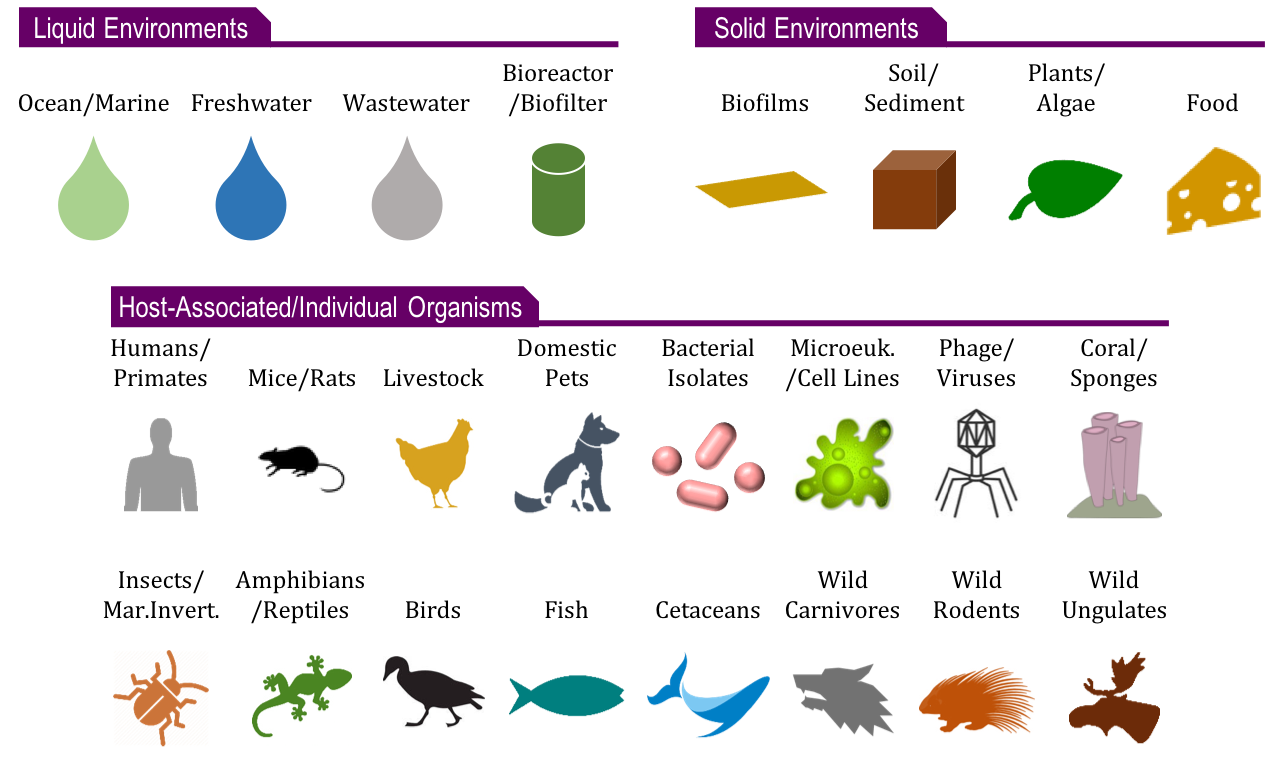 Liquid Environments
Solid Environments
Ocean/Marine
Freshwater
Wastewater
Bioreactor
/Biofilter
Biofilms
Soil/
Sediment
Plants/
Algae
Food
Host-Associated/Individual Organisms
Humans/
Primates
Mice/Rats
Livestock
Domestic
Pets
Bacterial
Isolates
Microeuk.
/Cell Lines
Phage/
Viruses
Coral/
Sponges
Insects/
Mar.Invert.
Amphibians
/Reptiles
Birds
Fish
Cetaceans
Wild
Carnivores
Wild
Rodents
Wild
Ungulates